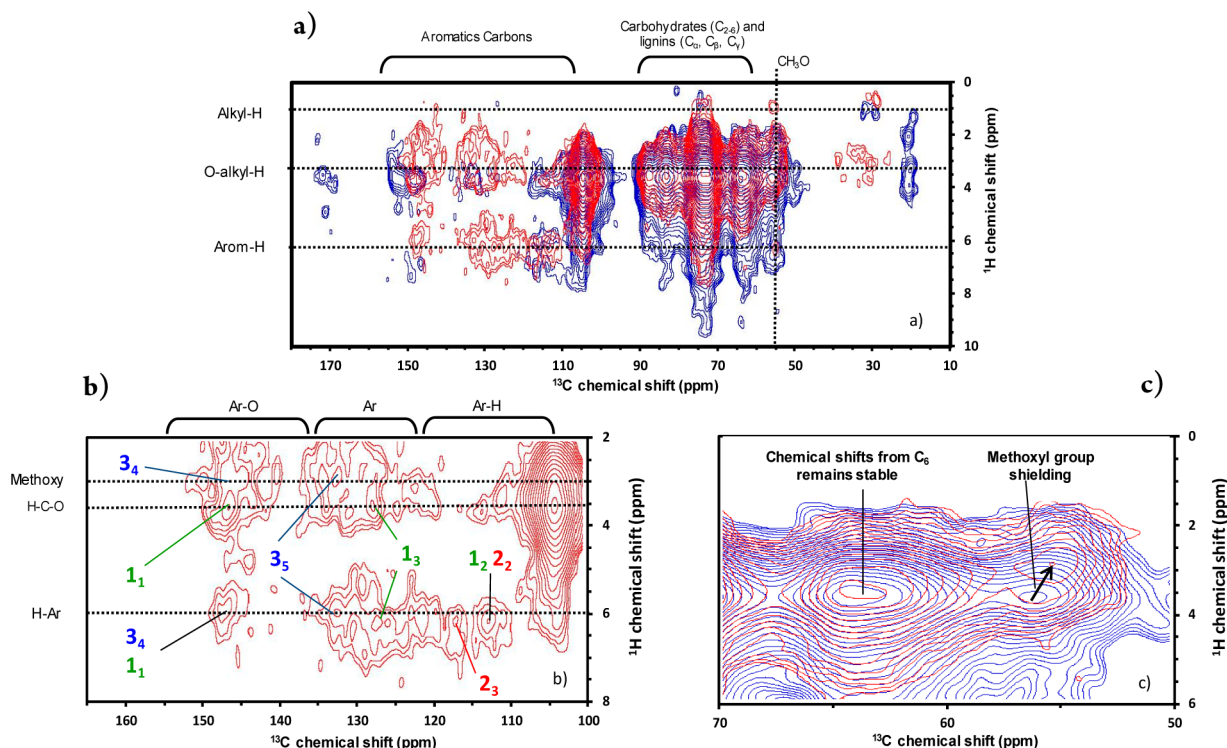 a)
Aromatics Carbons
Carbohydrates (C2-6) and
lignins (Cα, Cβ, Cγ)
CH3O
Alkyl-H
O-alkyl-H
Arom-H
0
2
4
6
8
10
1H chemical shift (ppm)
a)
170
150
130
110
90
70
50
30
10
13C chemical shift (ppm)
b)
Ar-O
Ar
Ar-H
Methoxy
H-C-O
H-Ar
34
11
35
13
12 22
34
11
23
b)
2
4
6
8
1H chemical shift (ppm)
160
150
140
130
120
110
100
13C chemical shift (ppm)
c)
Chemical shifts from C6
remains stable
Methoxyl group
shielding
c)
0
2
4
6
1H chemical shift (ppm)
70
60
50
13C chemical shift (ppm)